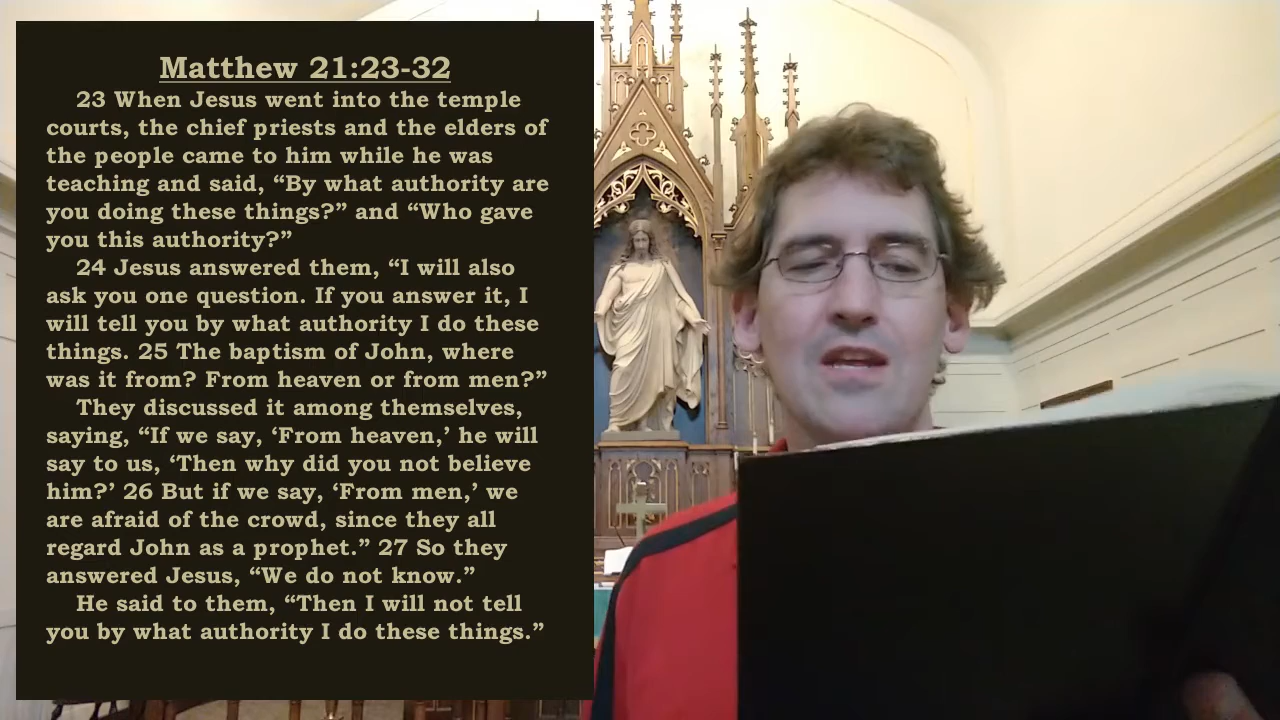 Matthew 21:23-32
23 When Jesus went into the temple
courts, the chief priests and the elders of
the people came to him while he was
teaching and said, “By what authority are
you doing these things?” and “Who gave
you this authority?”
24 Jesus answered them, “I will also
ask you one question. If you answer it, I
will tell you by what authority I do these
things. 25 The baptism of John, where
was it from? From heaven or from men?”
They discussed it among themselves,
saying, “If we say, ‘From heaven,’ he will
say to us, ‘Then why did you not believe
him?’ 26 But if we say, ‘From men,’ we
are afraid of the crowd, since they all
regard John as a prophet.” 27 So they
answered Jesus, “We do not know.”
He said to them, “Then I will not tell
you by what authority I do these things.”